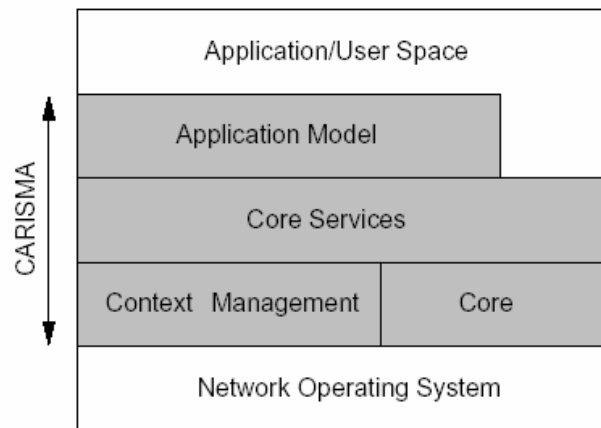 Application/User Space
Application Model
CARISMA
Core Services
Context Management
Core
Network Operating System